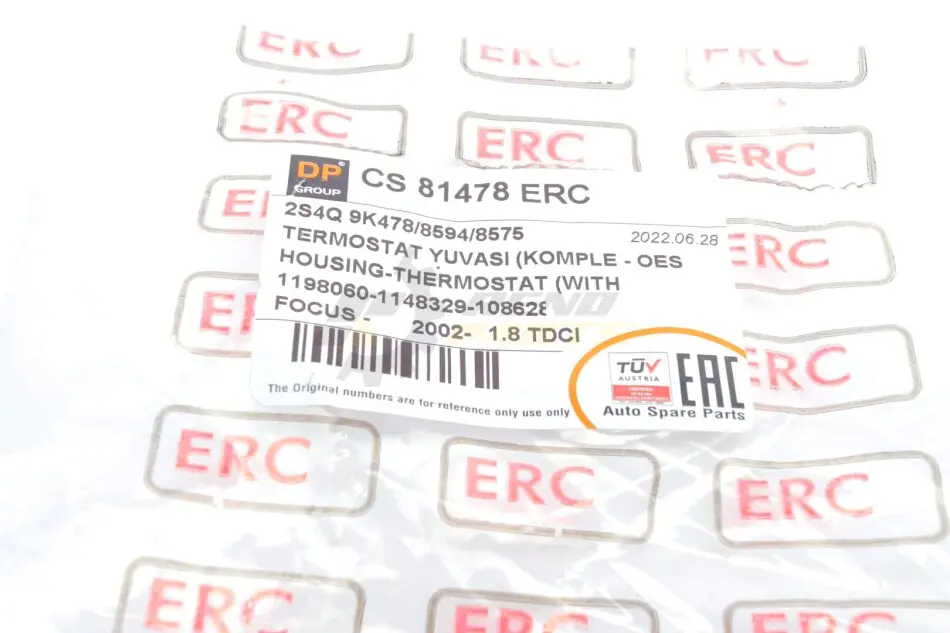 ERC ERC ERC
ERC ERC ERC
DP® GROUP CS 81478 ERC
2S4Q 9K478/8594/8575 2022.06.28
TERMOSTAT YUVASI (KOMPLE - OES
HOUSING-THERMOSTAT (WITH
1198060-1148329-108628
FOCUS - 2002- 1.8 TDCI
The Original numbers are for reference only use only
TÜV
AUSTRIA
EAC
Auto Spare Parts
ERC
ERC
ERC ERC ERC
ERC ERC ERC